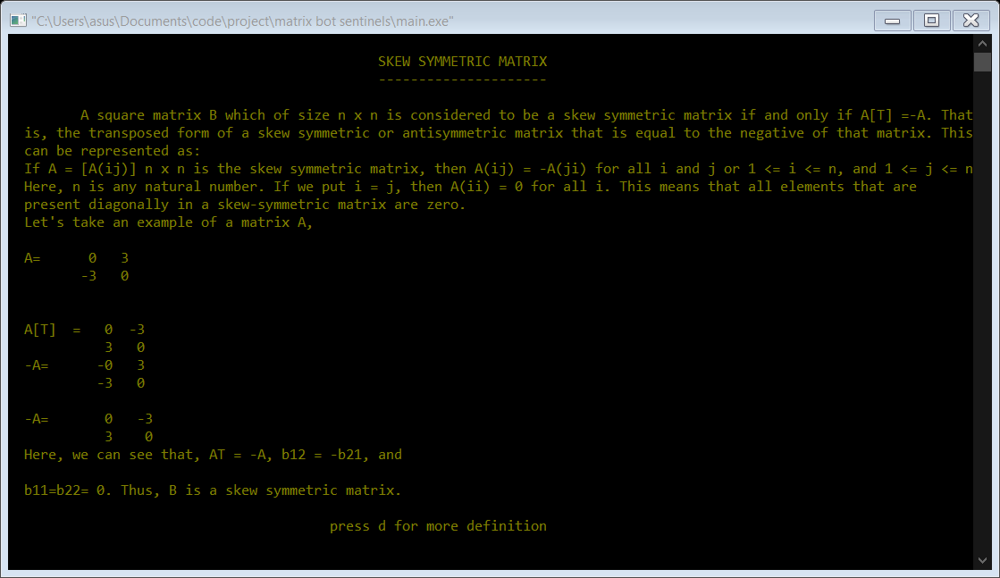 "C:\Users\asus\Documents\code\project\matrix bot sentinels\main.exe"
SKEW SYMMETRIC MATRIX
---------------------
A square matrix B which of size n x n is considered to be a skew symmetric matrix if and only if A[T] =-A. That
is, the transposed form of a skew symmetric or antisymmetric matrix that is equal to the negative of that matrix. This
can be represented as:
If A = [A(ij)] n x n is the skew symmetric matrix, then A(ij) = -A(ji) for all i and j or 1 <= i <= n, and 1 <= j <= n
Here, n is any natural number. If we put i = j, then A(ii) = 0 for all i. This means that all elements that are
present diagonally in a skew-symmetric matrix are zero.
Let's take an example of a matrix A,
A=      0   3
       -3   0
A[T]  =   0  -3
          3   0
-A=      -0   3
         -3   0
-A=       0   -3
          3    0
Here, we can see that, AT = -A, b12 = -b21, and
b11=b22= 0. Thus, B is a skew symmetric matrix.
press d for more definition